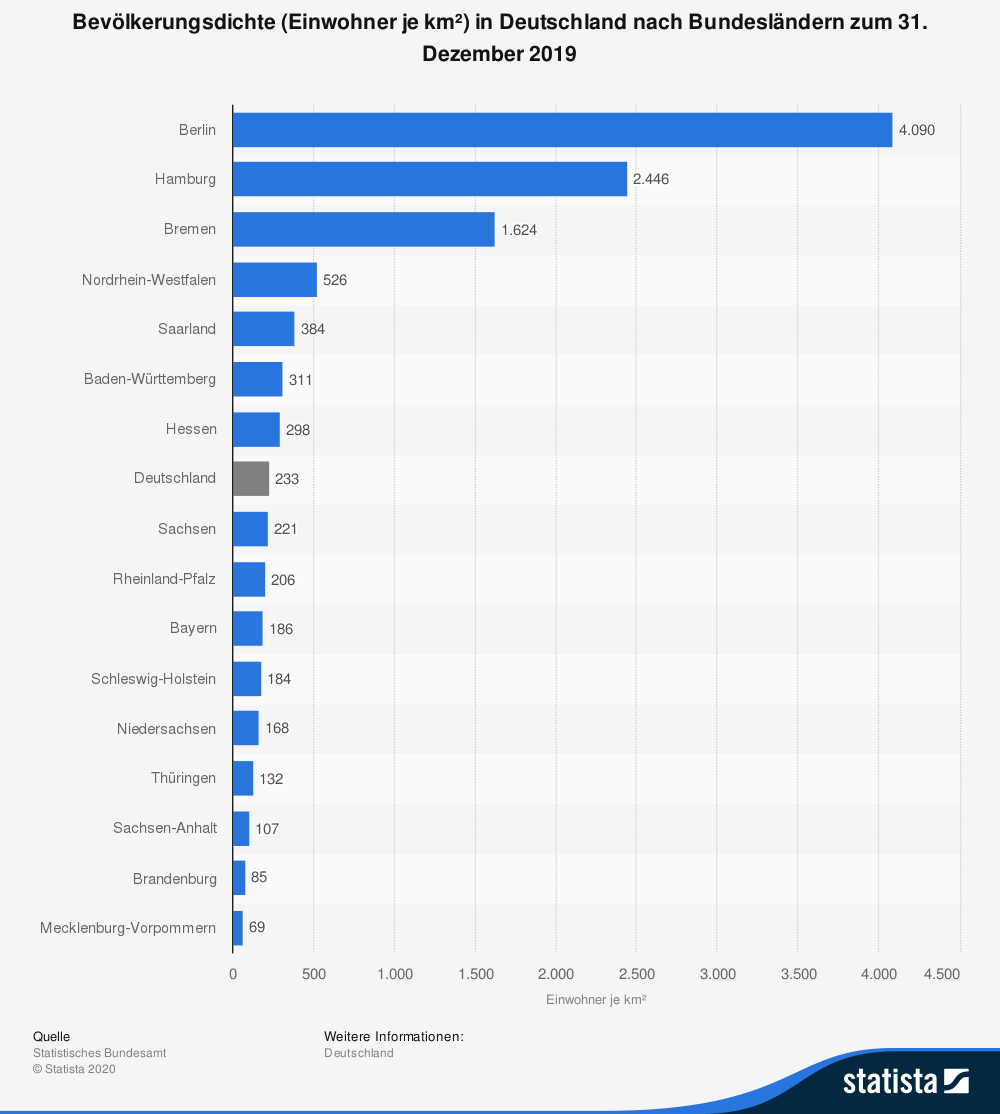 Bevölkerungsdichte (Einwohner je km²) in Deutschland nach Bundesländern zum 31.
Dezember 2019
Berlin 4.090
Hamburg 2.446
Bremen 1.624
Nordrhein-Westfalen 526
Saarland 384
Baden-Württemberg 311
Hessen 298
Deutschland 233
Sachsen 221
Rheinland-Pfalz 206
Bayern 186
Schleswig-Holstein 184
Niedersachsen 168
Thüringen 132
Sachsen-Anhalt 107
Brandenburg 85
Mecklenburg-Vorpommern 69
0 500 1.000 1.500 2.000 2.500 3.000 3.500 4.000 4.500
Einwohner je km²
Quelle
Statistisches Bundesamt
© Statista 2020
Weitere Informationen:
Deutschland
statista